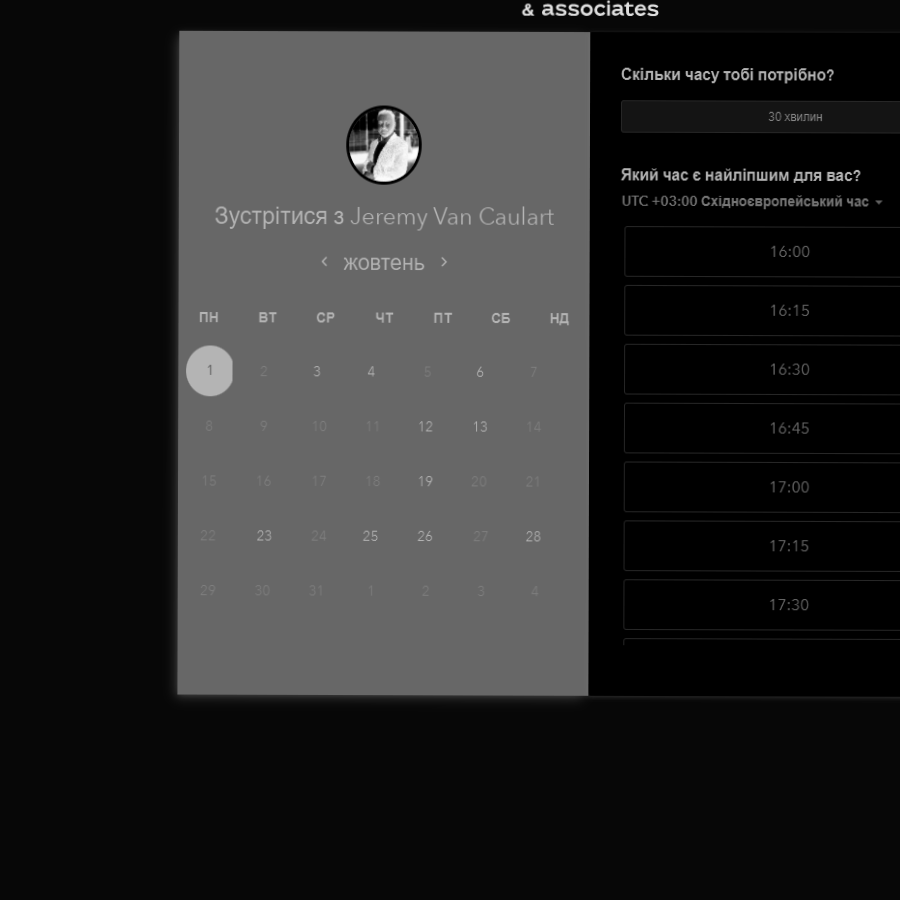 & associates
Зустрітися з Jeremy Van Caulart
‹ жовтень ›
ПН ВТ СР ЧТ ПТ СБ НД
1 2 3 4 5 6 7
8 9 10 11 12 13 14
15 16 17 18 19 20 21
22 23 24 25 26 27 28
29 30 31 1 2 3 4
Скільки часу тобі потрібно?
30 хвилин
Який час є найліпшим для вас?
UTC +03:00 Східноєвропейський час
16:00
16:15
16:30
16:45
17:00
17:15
17:30